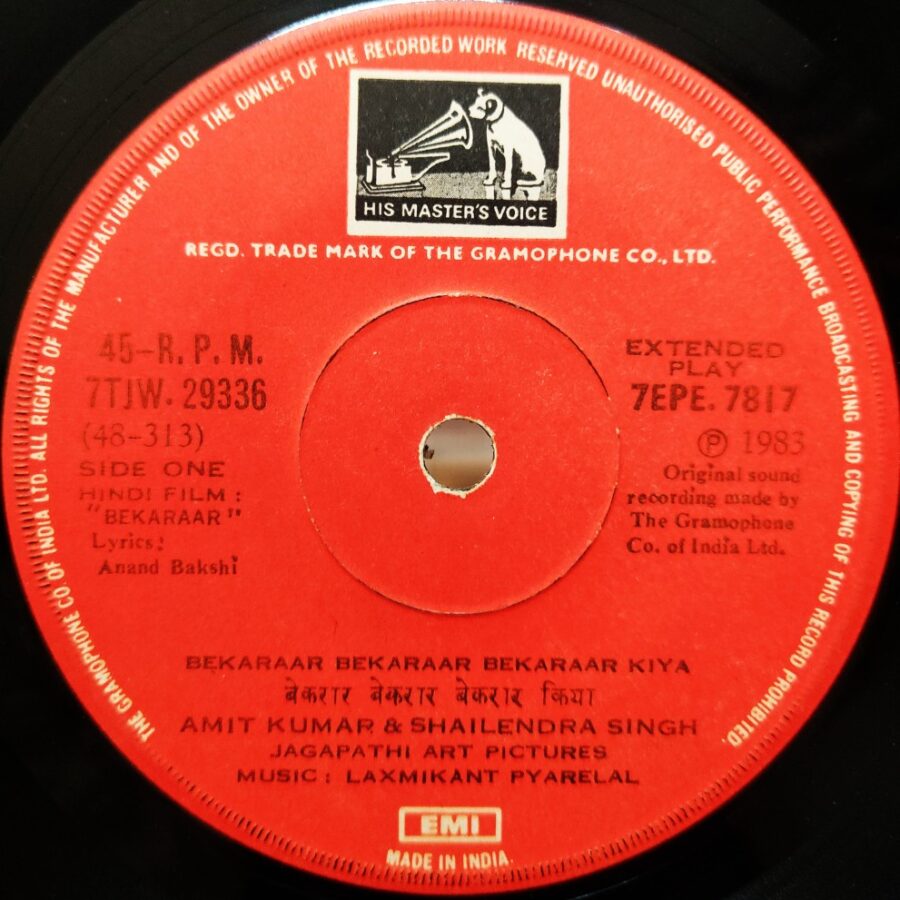 THE GRAMOPHONE CO. OF INDIA LTD. ALL RIGHTS OF THE MANUFACTURER AND OF THE OWNER OF THE RECORDED WORK RESERVED UNAUTHORISED PUBLIC PERFORMANCE BROADCASTING AND COPYING OF THIS RECORD PROHIBITED.
HIS MASTER'S VOICE
REGD. TRADE MARK OF THE GRAMOPHONE CO., LTD.
45-R.P.M.
7TJW. 29336
(48-313)
SIDE ONE
HINDI FILM :
"BEKARAAR"
Lyrics:
Anand Bakshi
EXTENDED
PLAY
7EPE. 7817
Ⓟ 1983
Original sound
recording made by
The Gramophone
Co. of India Ltd.
BEKARAAR BEKARAAR BEKARAAR KIYA
बेकरार बेकरार बेकरार किया
AMIT KUMAR & SHAILENDRA SINGH
JAGAPATHI ART PICTURES
MUSIC : LAXMIKANT PYARELAL
EMI
MADE IN INDIA